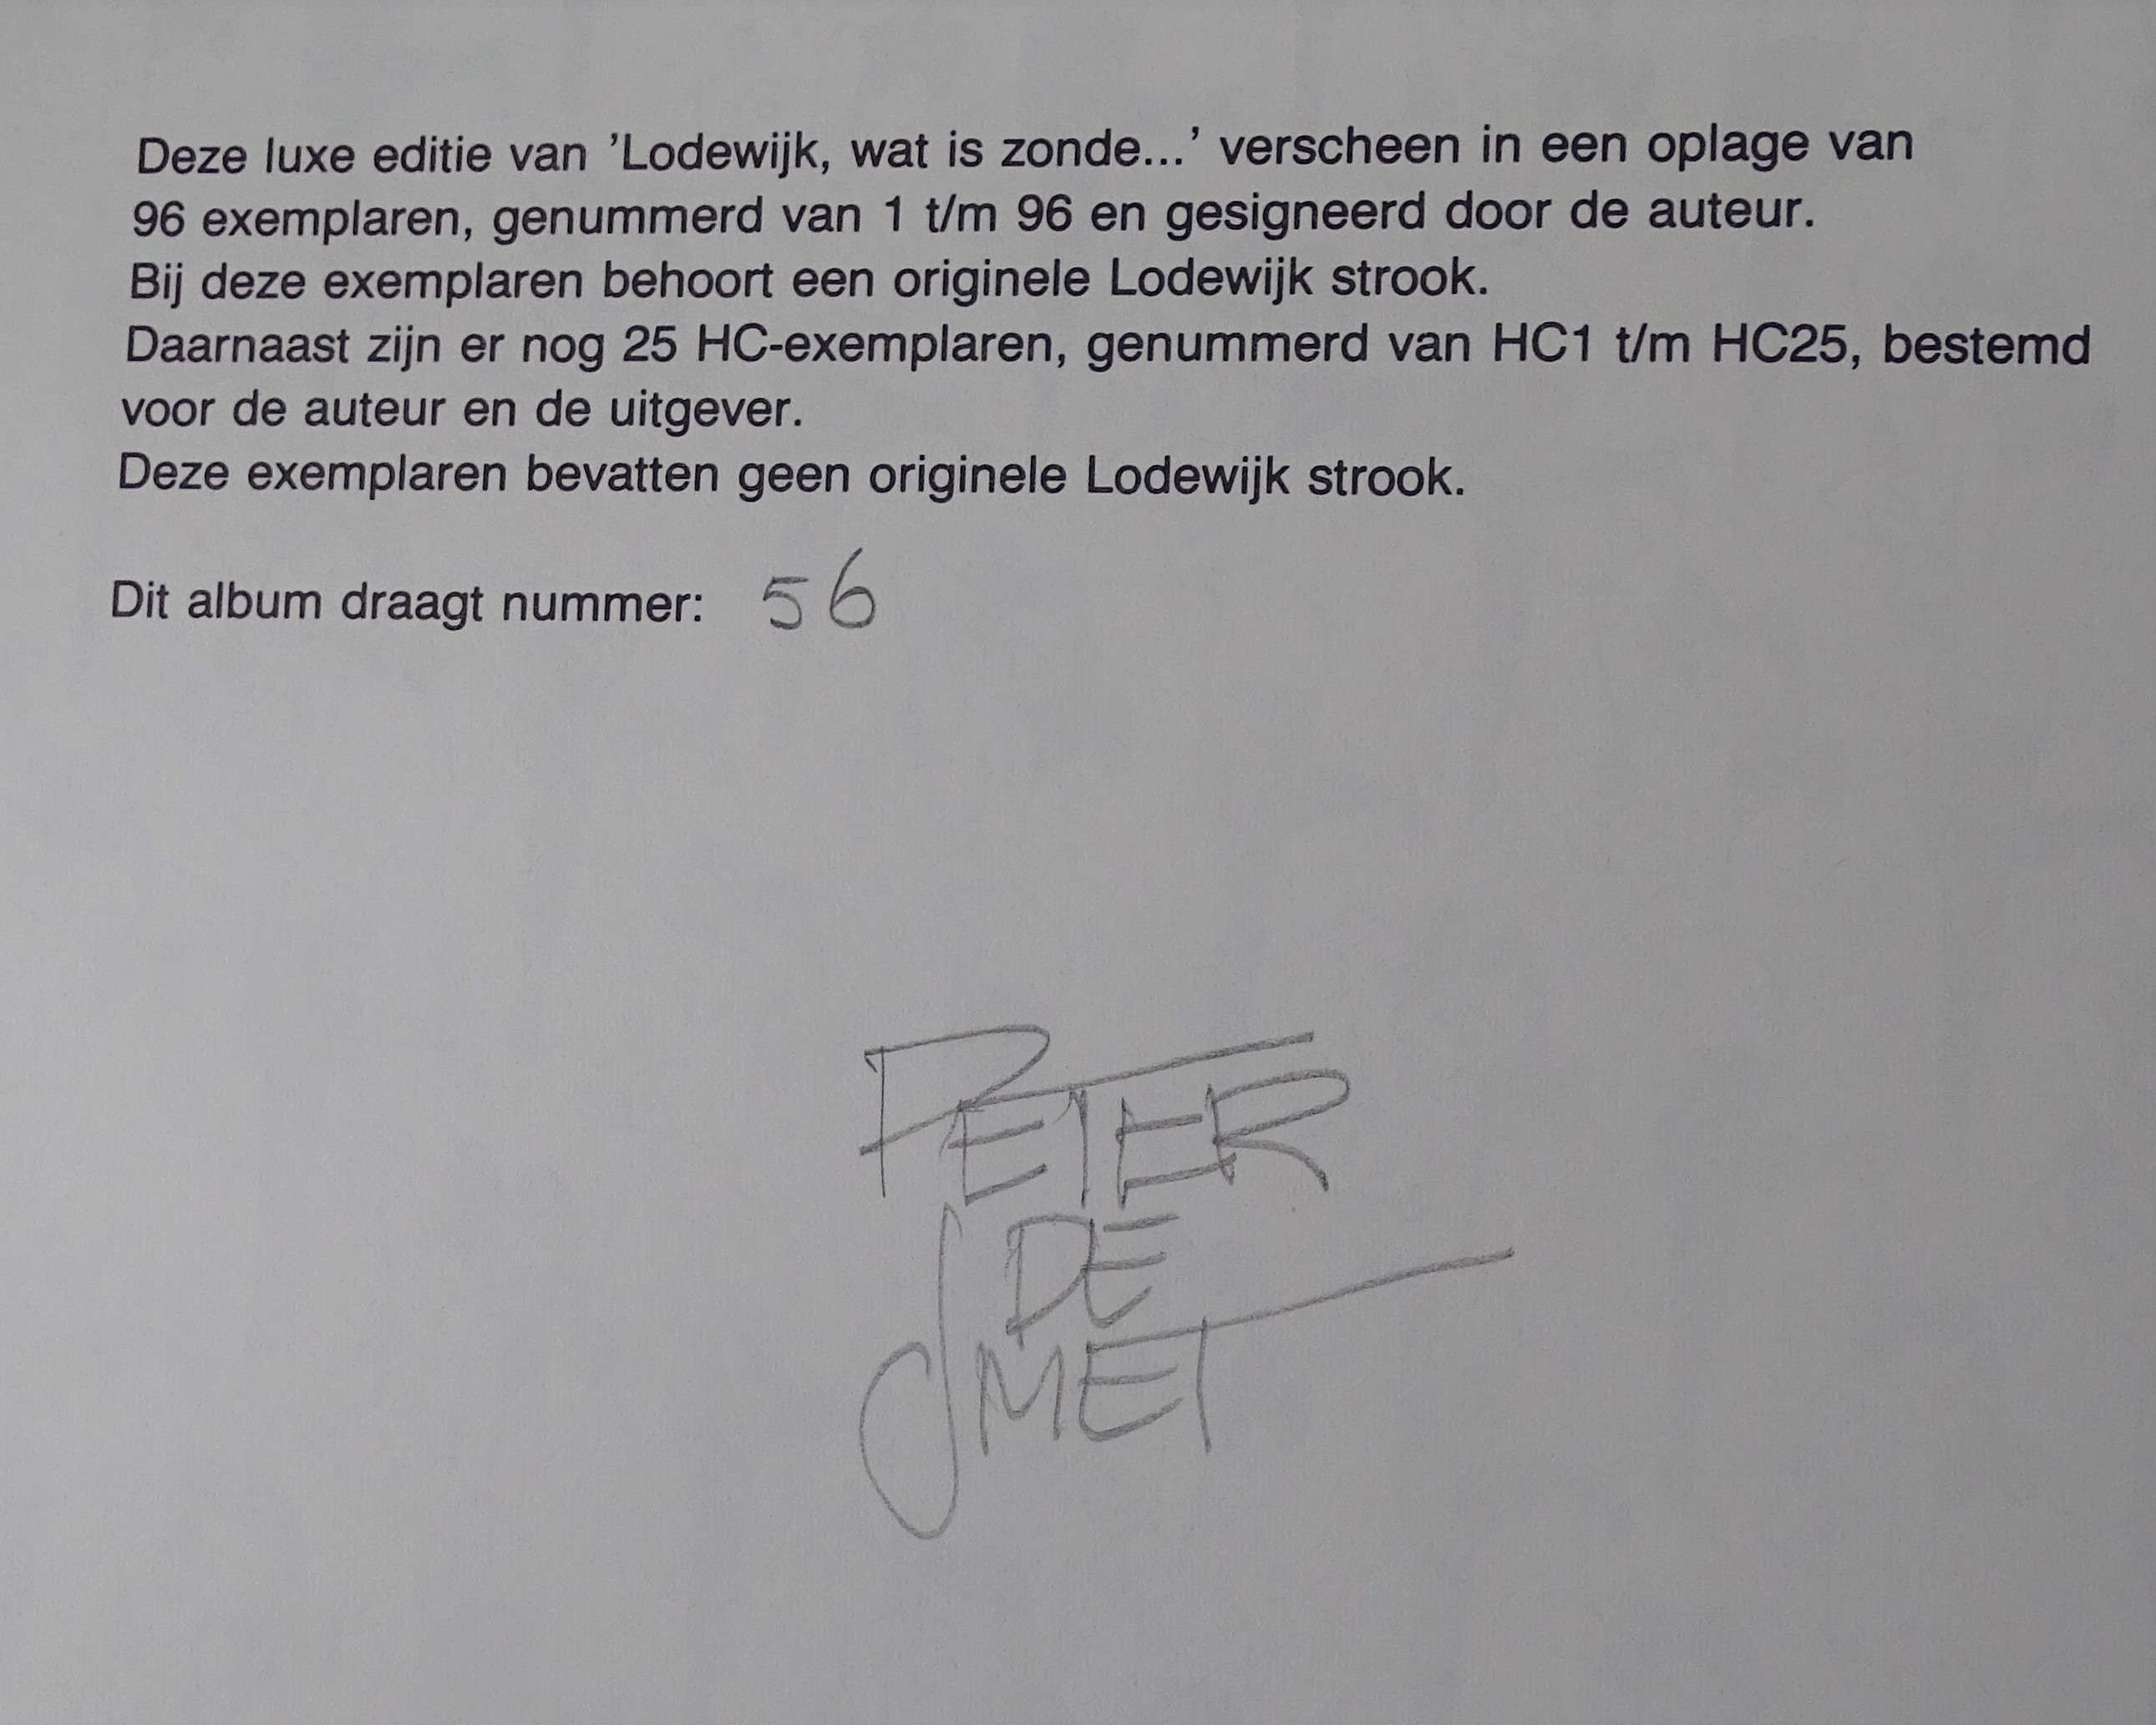 Deze luxe editie van ’Lodewijk, wat is zonde...’ verscheen in een oplage van
96 exemplaren, genummerd van 1 t/m 96 en gesigneerd door de auteur.
Bij deze exemplaren behoort een originele Lodewijk strook.
Daarnaast zijn er nog 25 HC-exemplaren, genummerd van HC1 t/m HC25, bestemd
voor de auteur en de uitgever.
Deze exemplaren bevatten geen originele Lodewijk strook.
Dit album draagt nummer: 56
PETER
DE
SMET